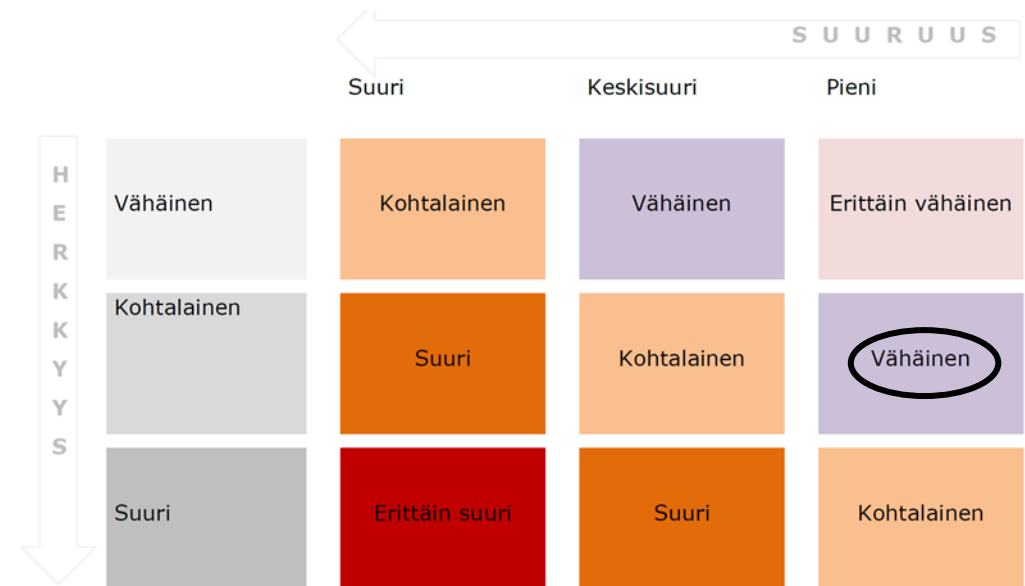 SUURUUS
Suuri Keskisuuri Pieni
HERKKYYS
Vähäinen Kohtalainen Vähäinen Erittäin vähäinen
Kohtalainen Suuri Kohtalainen Vähäinen
Suuri Erittäin suuri Suuri Kohtalainen